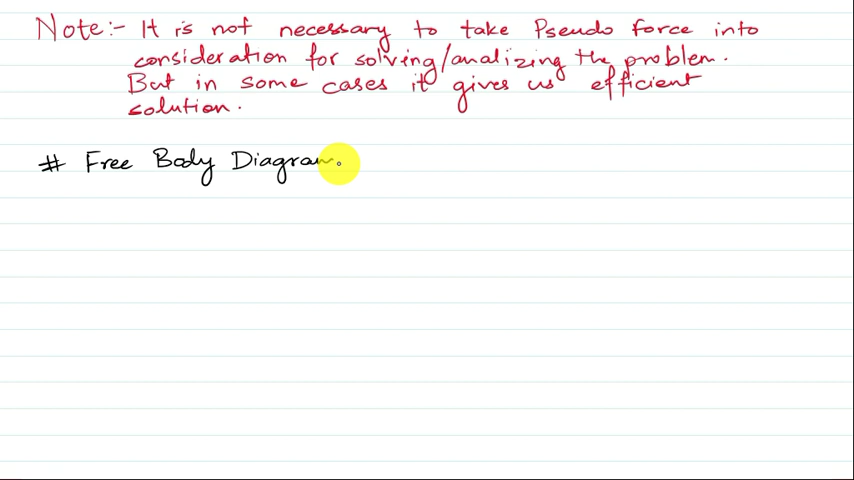 Note:- It is not necessary to take Pseudo force into
consideration for solving/analizing the problem.
But in some cases it gives us efficient
solution.
# Free Body Diagram.